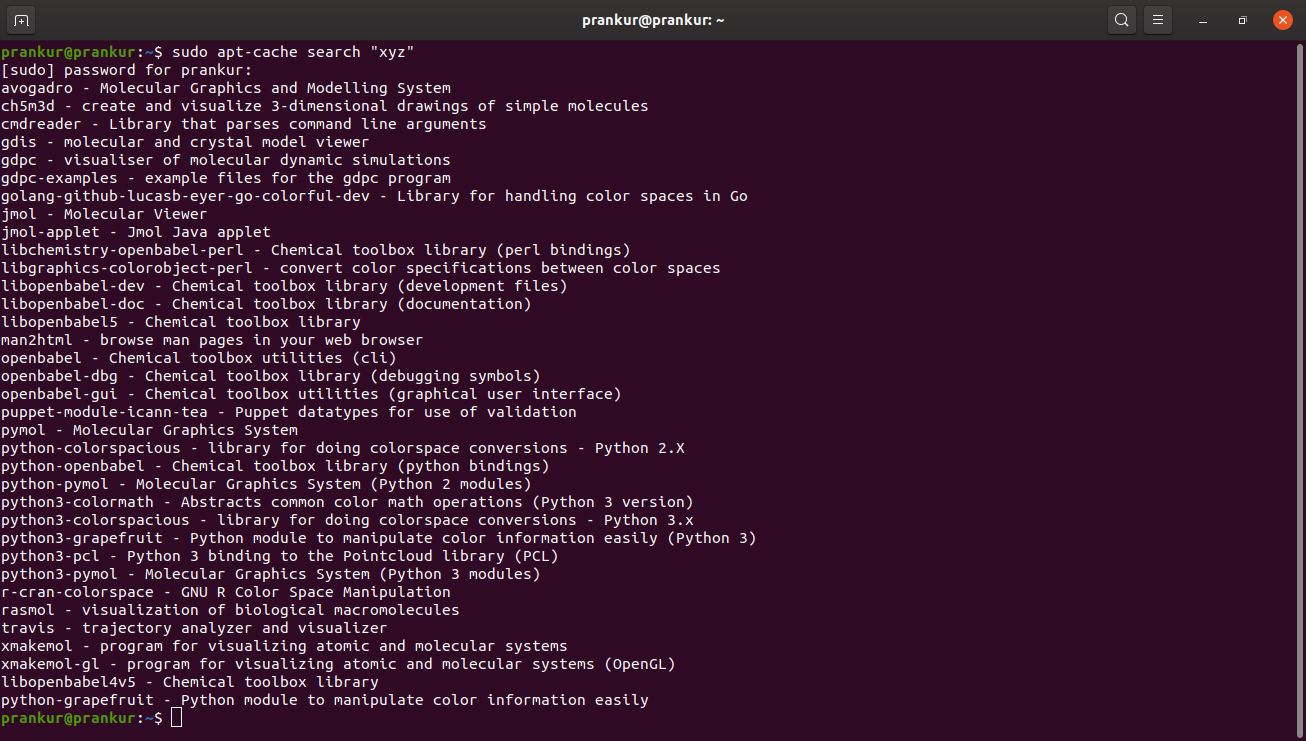 prankur@prankur: ~
prankur@prankur:~$ sudo apt-cache search "xyz"
[sudo] password for prankur:
avogadro - Molecular Graphics and Modelling System
ch5m3d - create and visualize 3-dimensional drawings of simple molecules
cmdreader - Library that parses command line arguments
gdis - molecular and crystal model viewer
gdpc - visualiser of molecular dynamic simulations
gdpc-examples - example files for the gdpc program
golang-github-lucasb-eyer-go-colorful-dev - Library for handling color spaces in Go
jmol - Molecular Viewer
jmol-applet - Jmol Java applet
libchemistry-openbabel-perl - Chemical toolbox library (perl bindings)
libgraphics-colorobject-perl - convert color specifications between color spaces
libopenbabel-dev - Chemical toolbox library (development files)
libopenbabel-doc - Chemical toolbox library (documentation)
libopenbabel5 - Chemical toolbox library
man2html - browse man pages in your web browser
openbabel - Chemical toolbox utilities (cli)
openbabel-dbg - Chemical toolbox library (debugging symbols)
openbabel-gui - Chemical toolbox utilities (graphical user interface)
puppet-module-icann-tea - Puppet datatypes for use of validation
pymol - Molecular Graphics System
python-colorspacious - library for doing colorspace conversions - Python 2.X
python-openbabel - Chemical toolbox library (python bindings)
python-pymol - Molecular Graphics System (Python 2 modules)
python3-colormath - Abstracts common color math operations (Python 3 version)
python3-colorspacious - library for doing colorspace conversions - Python 3.x
python3-grapefruit - Python module to manipulate color information easily (Python 3)
python3-pcl - Python 3 binding to the Pointcloud library (PCL)
python3-pymol - Molecular Graphics System (Python 3 modules)
r-cran-colorspace - GNU R Color Space Manipulation
rasmol - visualization of biological macromolecules
travis - trajectory analyzer and visualizer
xmakemol - program for visualizing atomic and molecular systems
xmakemol-gl - program for visualizing atomic and molecular systems (OpenGL)
libopenbabel4v5 - Chemical toolbox library
python-grapefruit - Python module to manipulate color information easily
prankur@prankur:~$